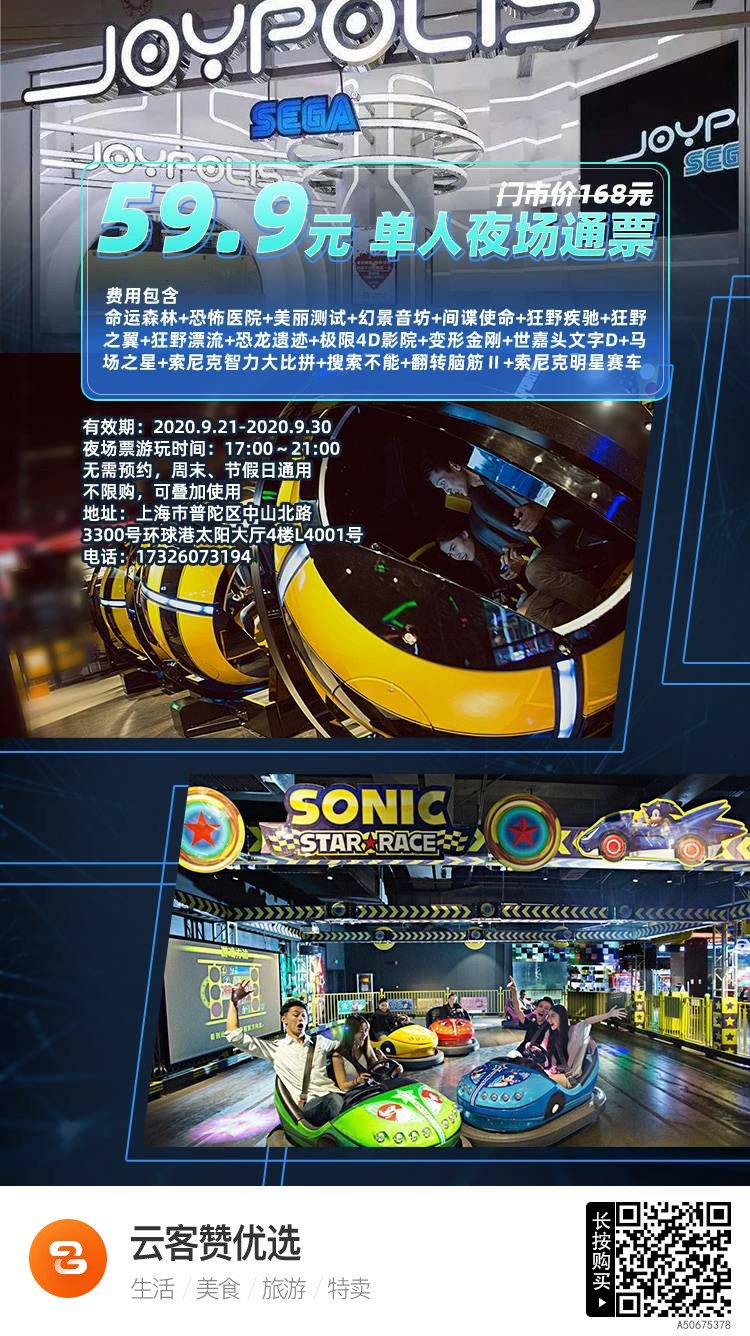 JOYPOLIS
SEGA
JOYPOLIS
JOYP
SEG
门市价168元
59.9元 单人夜场通票
费用包含
命运森林+恐怖医院+美丽测试+幻景音坊+间谍使命+狂野疾驰+狂野
之翼+狂野漂流+恐龙遗迹+极限4D影院+变形金刚+世嘉头文字D+马
场之星+索尼克智力大比拼+搜索不能+翻转脑筋Ⅱ+索尼克明星赛车
有效期：2020.9.21-2020.9.30
夜场票游玩时间：17:00～21:00
无需预约，周末、节假日通用
不限购，可叠加使用
地址：上海市普陀区中山北路
3300号环球港太阳大厅4楼L4001号
电话：17326073194
SONIC
STAR★RACE
云客赞优选
生活 / 美食 / 旅游 / 特卖
长按购买
A50675378